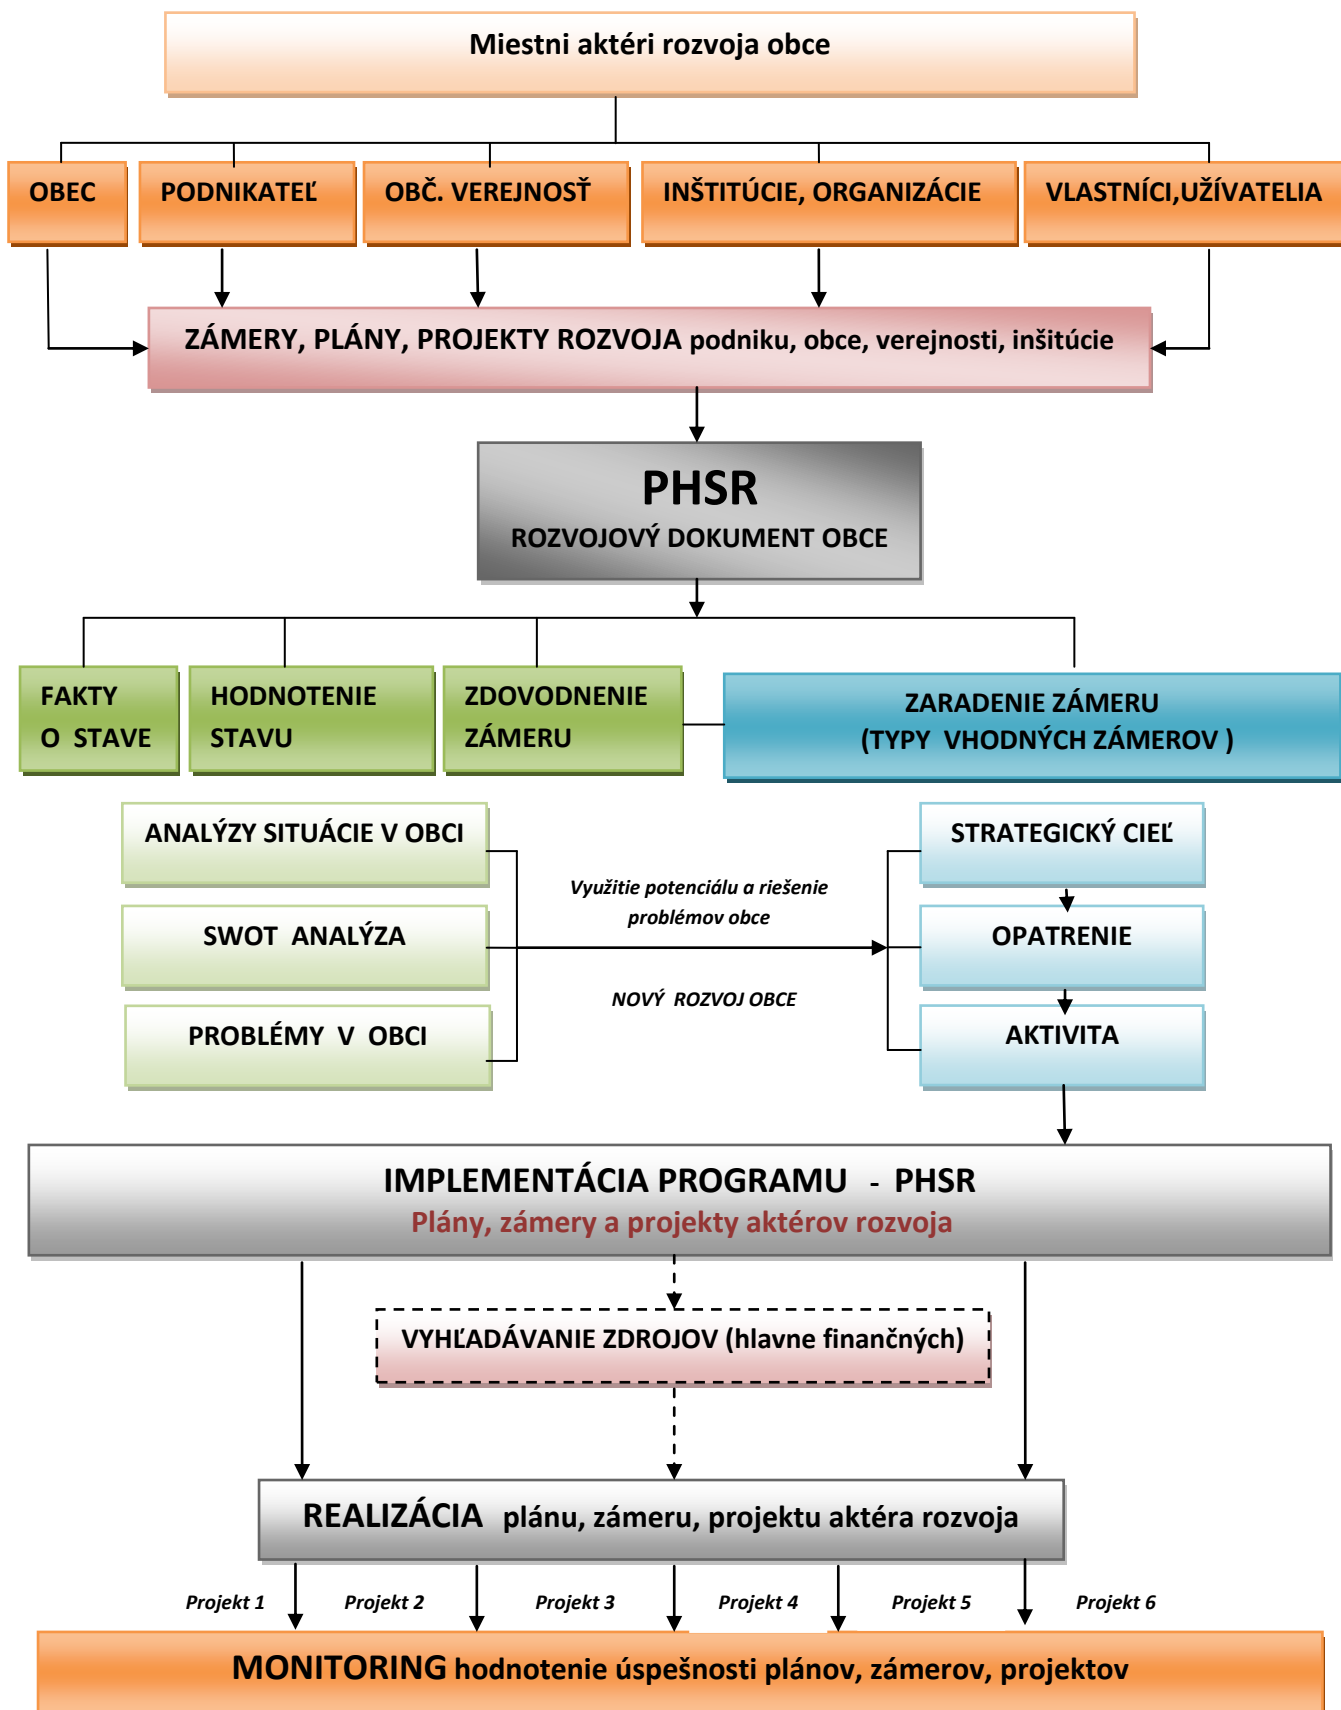 Miestni aktéri rozvoja obce
OBEC
PODNIKATEĽ
OBČ. VEREJNOSŤ
INŠTITÚCIE, ORGANIZÁCIE
VLASTNÍCI,UŽÍVATELIA
ZÁMERY, PLÁNY, PROJEKTY ROZVOJA podniku, obce, verejnosti, inšitúcie
PHSR
ROZVOJOVÝ DOKUMENT OBCE
FAKTY
O STAVE
HODNOTENIE
STAVU
ZDOVODNENIE
ZÁMERU
ZARADENIE ZÁMERU
(TYPY VHODNÝCH ZÁMEROV )
ANALÝZY SITUÁCIE V OBCI
SWOT ANALÝZA
PROBLÉMY V OBCI
Využitie potenciálu a riešenie
problémov obce
NOVÝ ROZVOJ OBCE
STRATEGICKÝ CIEĽ
OPATRENIE
AKTIVITA
IMPLEMENTÁCIA PROGRAMU - PHSR
Plány, zámery a projekty aktérov rozvoja
VYHĽADÁVANIE ZDROJOV (hlavne finančných)
REALIZÁCIA plánu, zámeru, projektu aktéra rozvoja
Projekt 1
Projekt 2
Projekt 3
Projekt 4
Projekt 5
Projekt 6
MONITORING hodnotenie úspešnosti plánov, zámerov, projektov